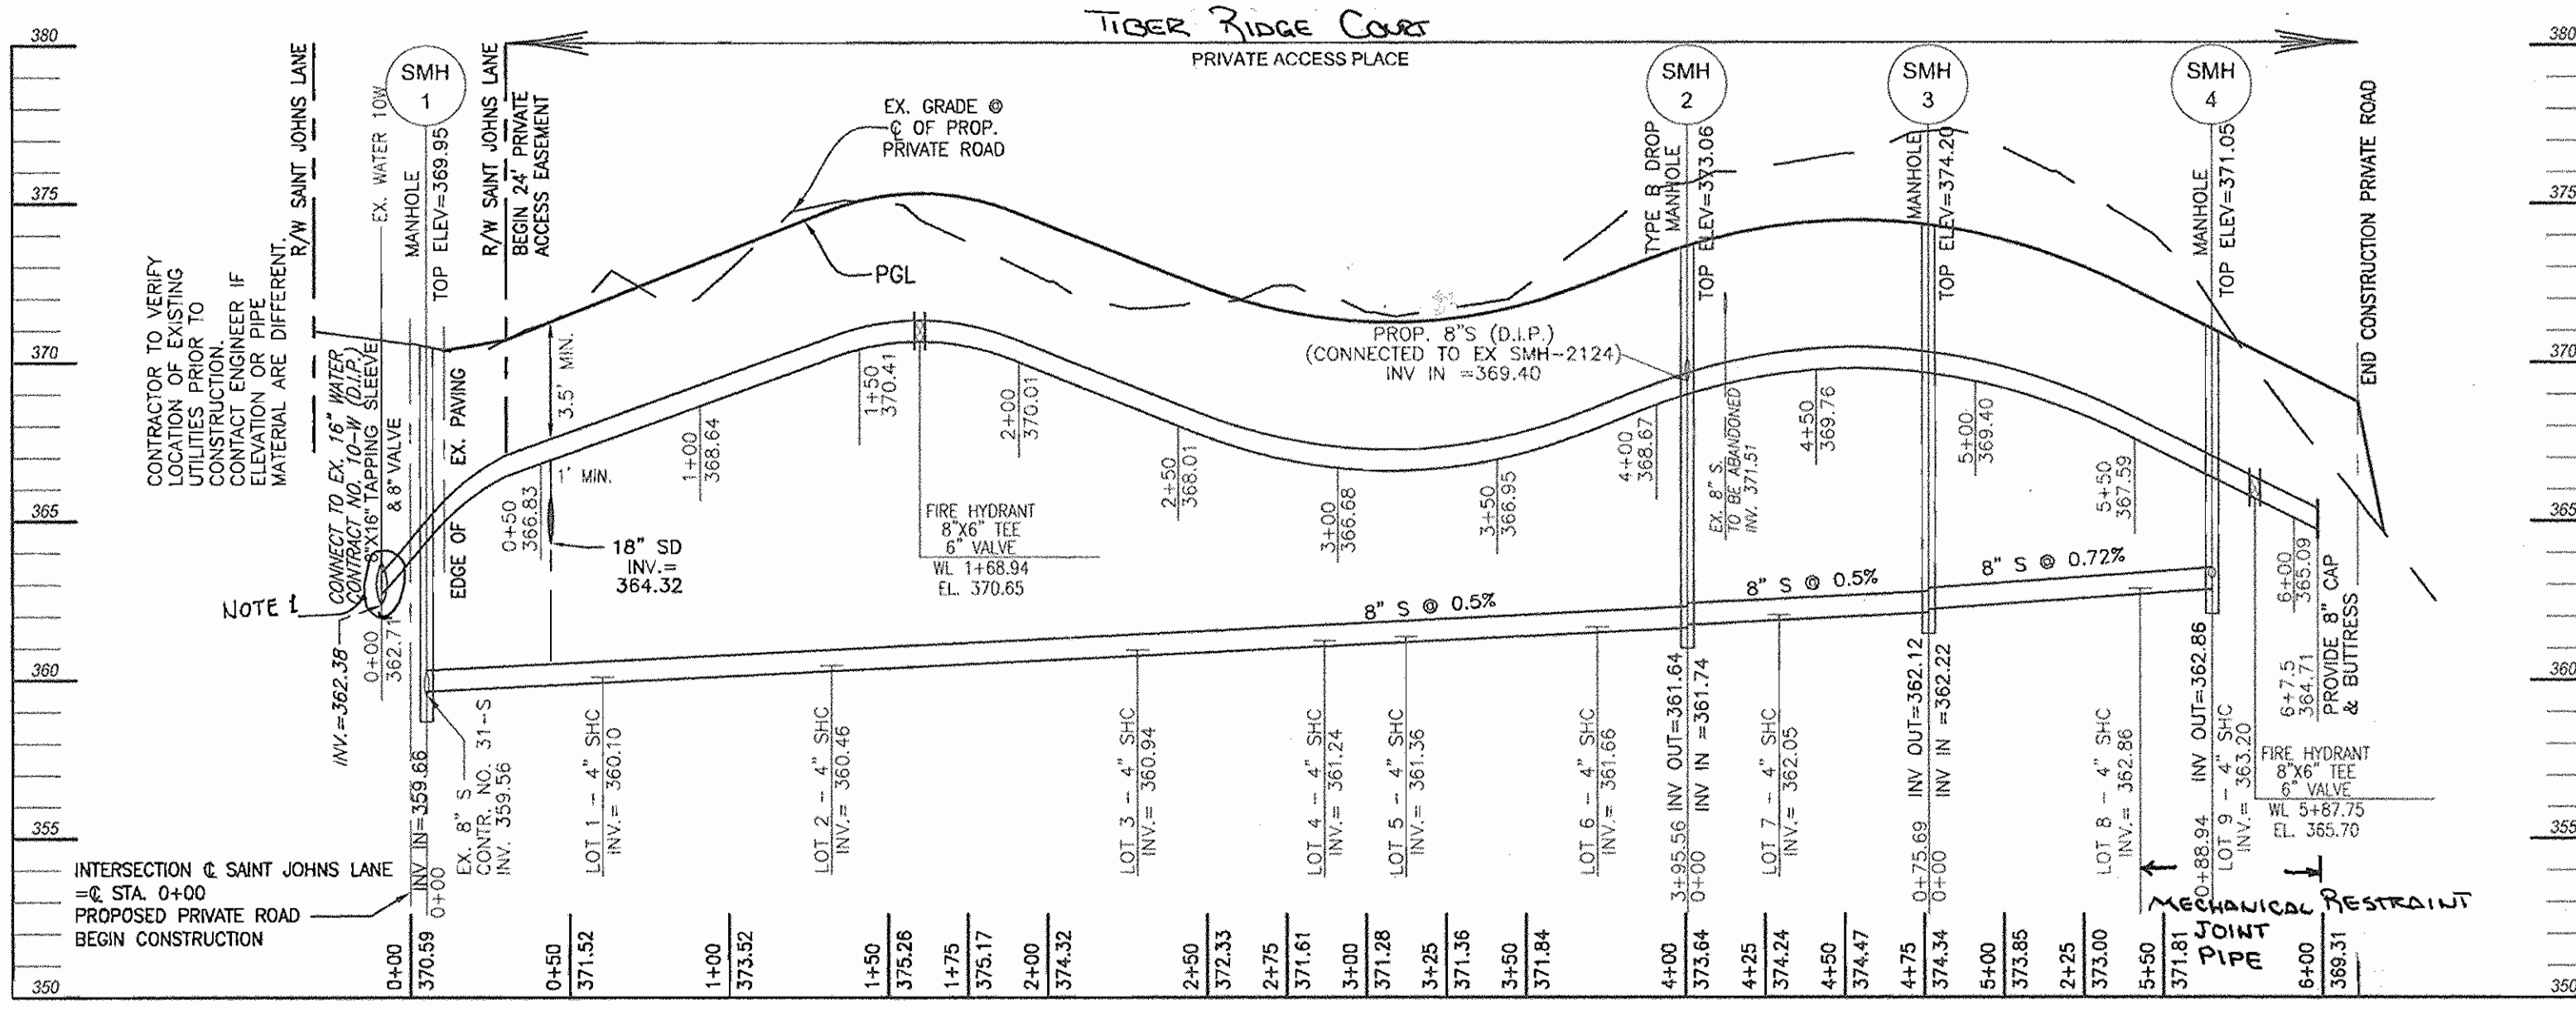 TIBER RIDGE COURT
PRIVATE ACCESS PLACE
380
375
370
365
360
355
350
380
375
370
365
360
355
350
R/W SAINT JOHNS LANE
EX. WATER 10W
SMH
1
MANHOLE
TOP ELEV=369.95
R/W SAINT JOHNS LANE
BEGIN 24' PRIVATE
ACCESS EASEMENT
EX. GRADE @
℄ OF PROP.
PRIVATE ROAD
PGL
SMH
2
TYPE B DROP
MANHOLE
TOP ELEV=373.06
SMH
3
MANHOLE
TOP ELEV=374.20
SMH
4
MANHOLE
TOP ELEV=371.05
END CONSTRUCTION PRIVATE ROAD
CONTRACTOR TO VERIFY
LOCATION OF EXISTING
UTILITIES PRIOR TO
CONSTRUCTION.
CONTACT ENGINEER IF
ELEVATION OR PIPE
MATERIAL ARE DIFFERENT.
CONNECT TO EX. 16" WATER
CONTRACT NO. 10-W (D.I.P.)
8"X16" TAPPING SLEEVE
& 8" VALVE
NOTE 1
INV.=362.38
0+00
362.71
EDGE OF EX. PAVING
3.5' MIN.
1' MIN.
18" SD
INV.=
364.32
0+50
366.83
1+00
368.64
1+50
370.41
2+00
370.01
2+50
368.01
3+00
366.68
3+50
366.95
4+00
368.67
4+50
369.76
5+00
369.40
5+50
367.59
6+00
365.09
6+7.5
364.71
PROVIDE 8" CAP
& BUTTRESS
FIRE HYDRANT
8"X6" TEE
6" VALVE
WL 1+68.94
EL. 370.65
PROP. 8"S (D.I.P.)
(CONNECTED TO EX SMH-2124)
INV IN =369.40
EX. 8" S.
TO BE ABANDONED
INV. 371.51
8" S @ 0.5%
8" S @ 0.5%
8" S @ 0.72%
INV IN=359.66
0+00
EX. 8" S
CONTR. NO. 31-S
INV. 359.56
LOT 1 - 4" SHC
INV.= 360.10
LOT 2 - 4" SHC
INV.= 360.46
LOT 3 - 4" SHC
INV.= 360.94
LOT 4 - 4" SHC
INV.= 361.24
LOT 5 - 4" SHC
INV.= 361.36
LOT 6 - 4" SHC
INV.= 361.66
3+95.56 INV OUT=361.64
0+00 INV IN =361.74
LOT 7 - 4" SHC
INV.= 362.05
0+75.69 INV OUT=362.12
0+00 INV IN =362.22
LOT 8 - 4" SHC
INV.= 362.86
0+88.94 INV OUT=362.86
LOT 9 - 4" SHC
INV.= 363.20
FIRE HYDRANT
8"X6" TEE
6" VALVE
WL 5+87.75
EL. 365.70
MECHANICAL RESTRAINT
JOINT
PIPE
INTERSECTION ℄ SAINT JOHNS LANE
=℄ STA. 0+00
PROPOSED PRIVATE ROAD
BEGIN CONSTRUCTION
0+00
370.59
0+50
371.52
1+00
373.52
1+50
375.26
1+75
375.17
2+00
374.32
2+50
372.33
2+75
371.61
3+00
371.28
3+25
371.36
3+50
371.84
4+00
373.64
4+25
374.24
4+50
374.47
4+75
374.34
5+00
373.85
2+25
373.00
5+50
371.81
6+00
369.31